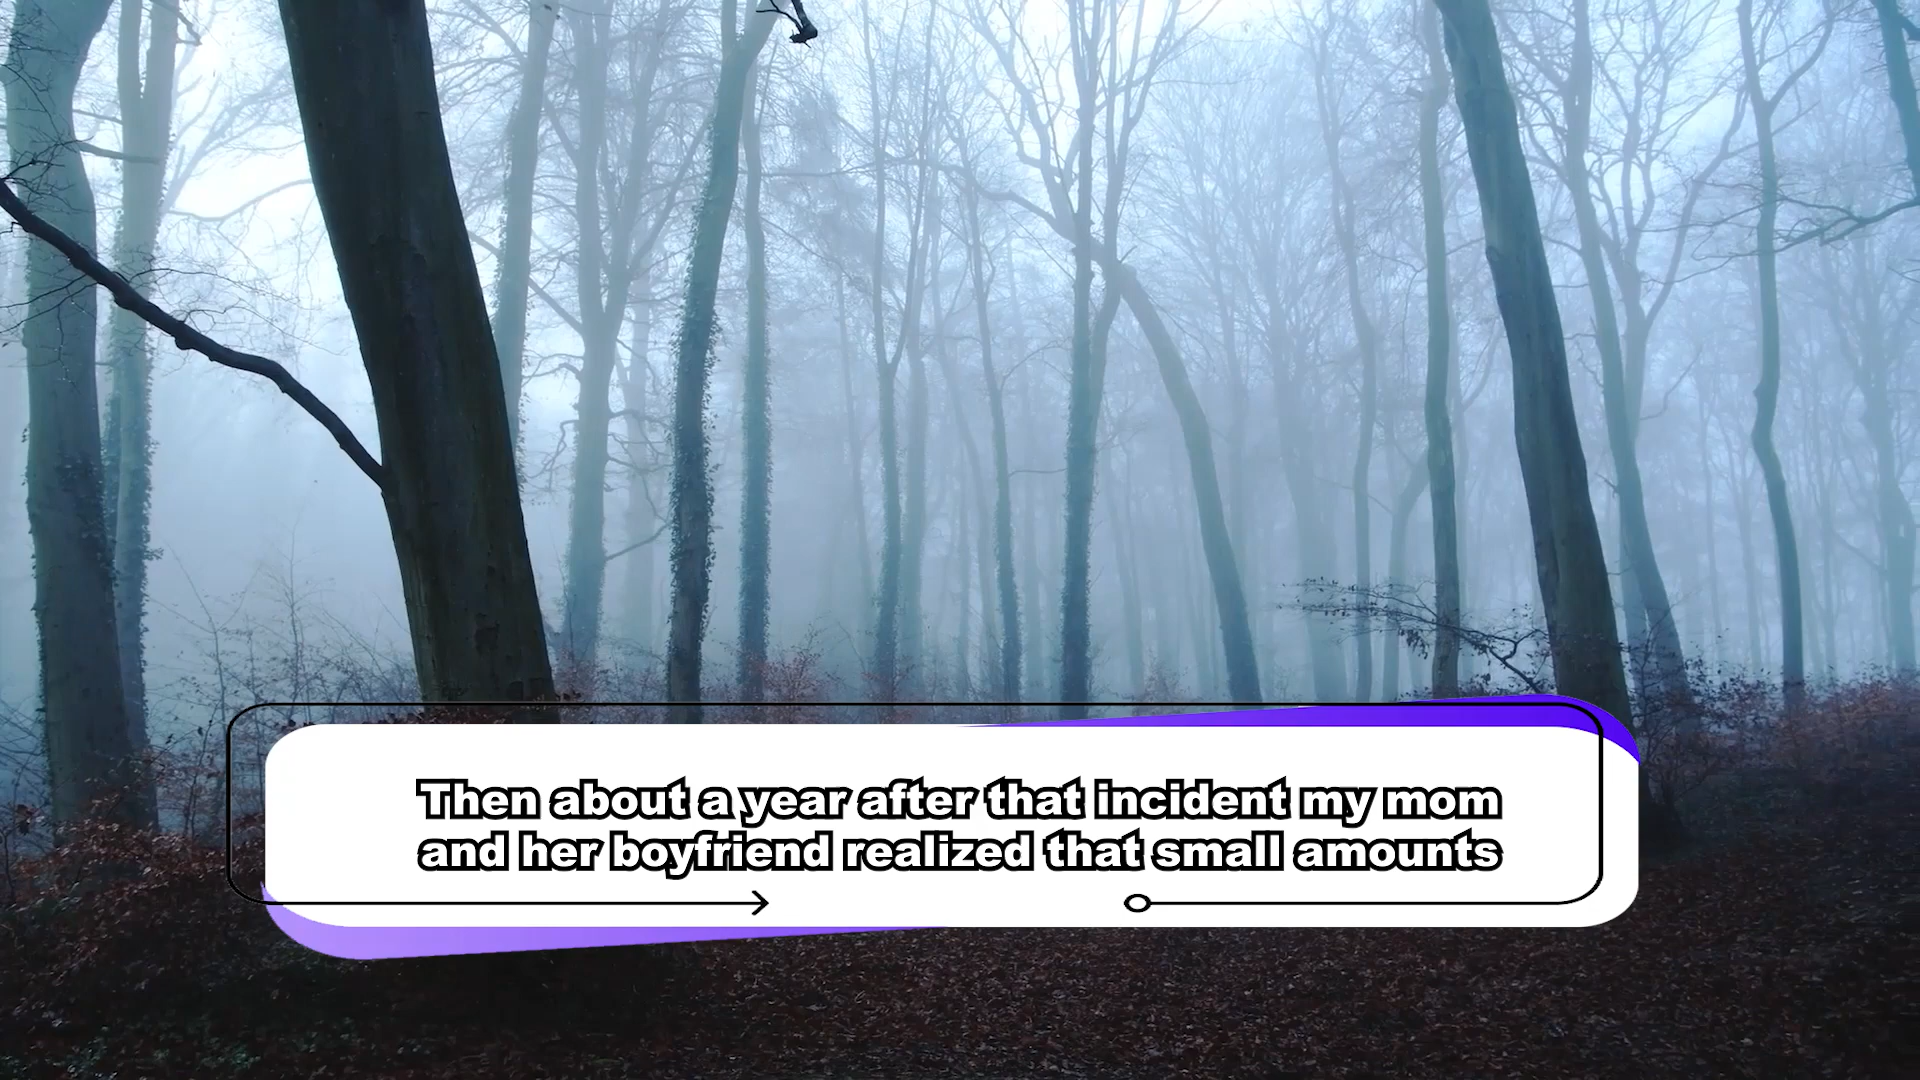 Then about a year after that incident my mom
and her boyfriend realized that small amounts